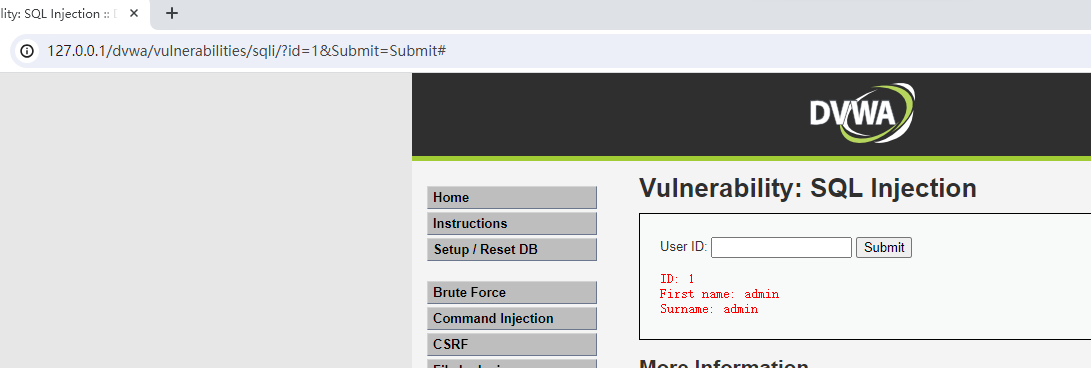 lity: SQL Injection ::
127.0.0.1/dvwa/vulnerabilities/sqli/?id=1&Submit=Submit#
DVWA
Vulnerability: SQL Injection
Home
Instructions
Setup / Reset DB
Brute Force
Command Injection
CSRF
User ID:
Submit
ID: 1
First name: admin
Surname: admin
More Information